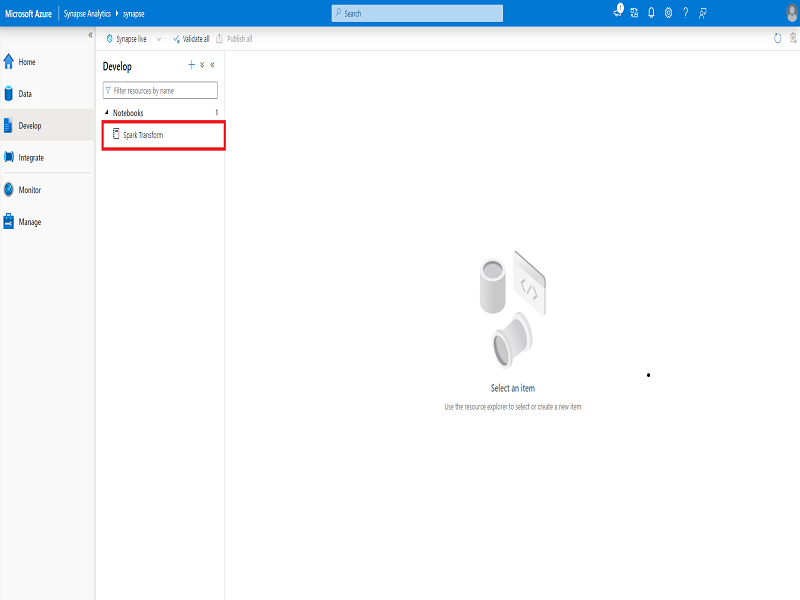 Microsoft Azure Synapse Analytics synapse Search 1
Synapse live Validate all Publish all
Home
Data
Develop
Integrate
Monitor
Manage
Develop
Filter resources by name
Notebooks 1
Spark Transform
</>
Select an item
Use the resource explorer to select or create a new item